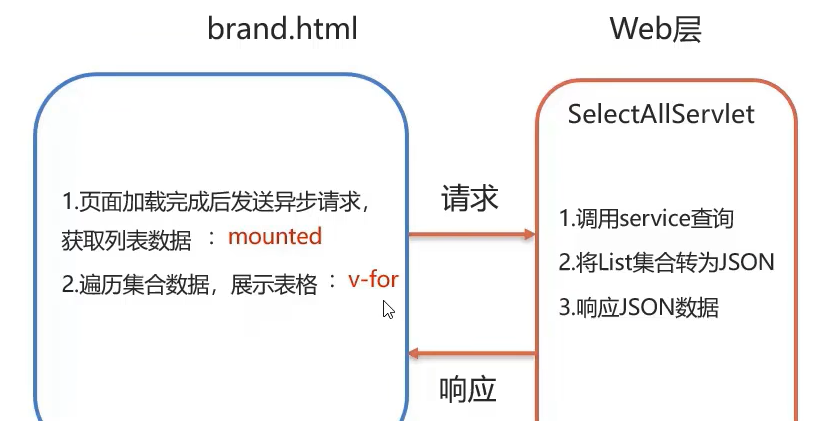 brand.html
Web层
1.页面加载完成后发送异步请求，
获取列表数据 ：mounted
2.遍历集合数据，展示表格：v-for
请求
响应
SelectAllServlet
1.调用service查询
2.将List集合转为JSON
3.响应JSON数据